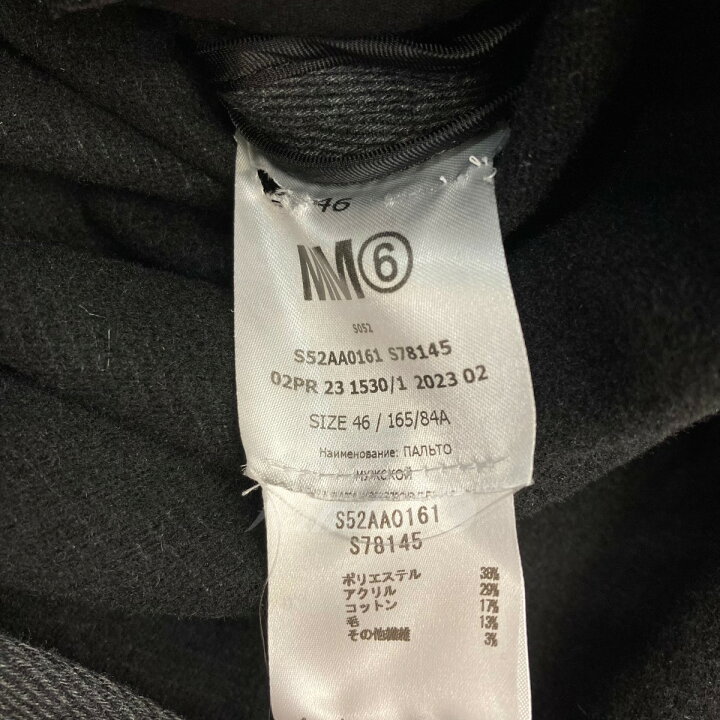 46
MM⑥
S052
S52AA0161 S78145
02PR 23 1530/1 2023 02
SIZE 46 / 165/84A
Наименование: ПАЛЬТО
МУЖСКОЙ
S52AA0161
S78145
ポリエステル 38%
アクリル 29%
コットン 17%
毛 13%
その他繊維 3%